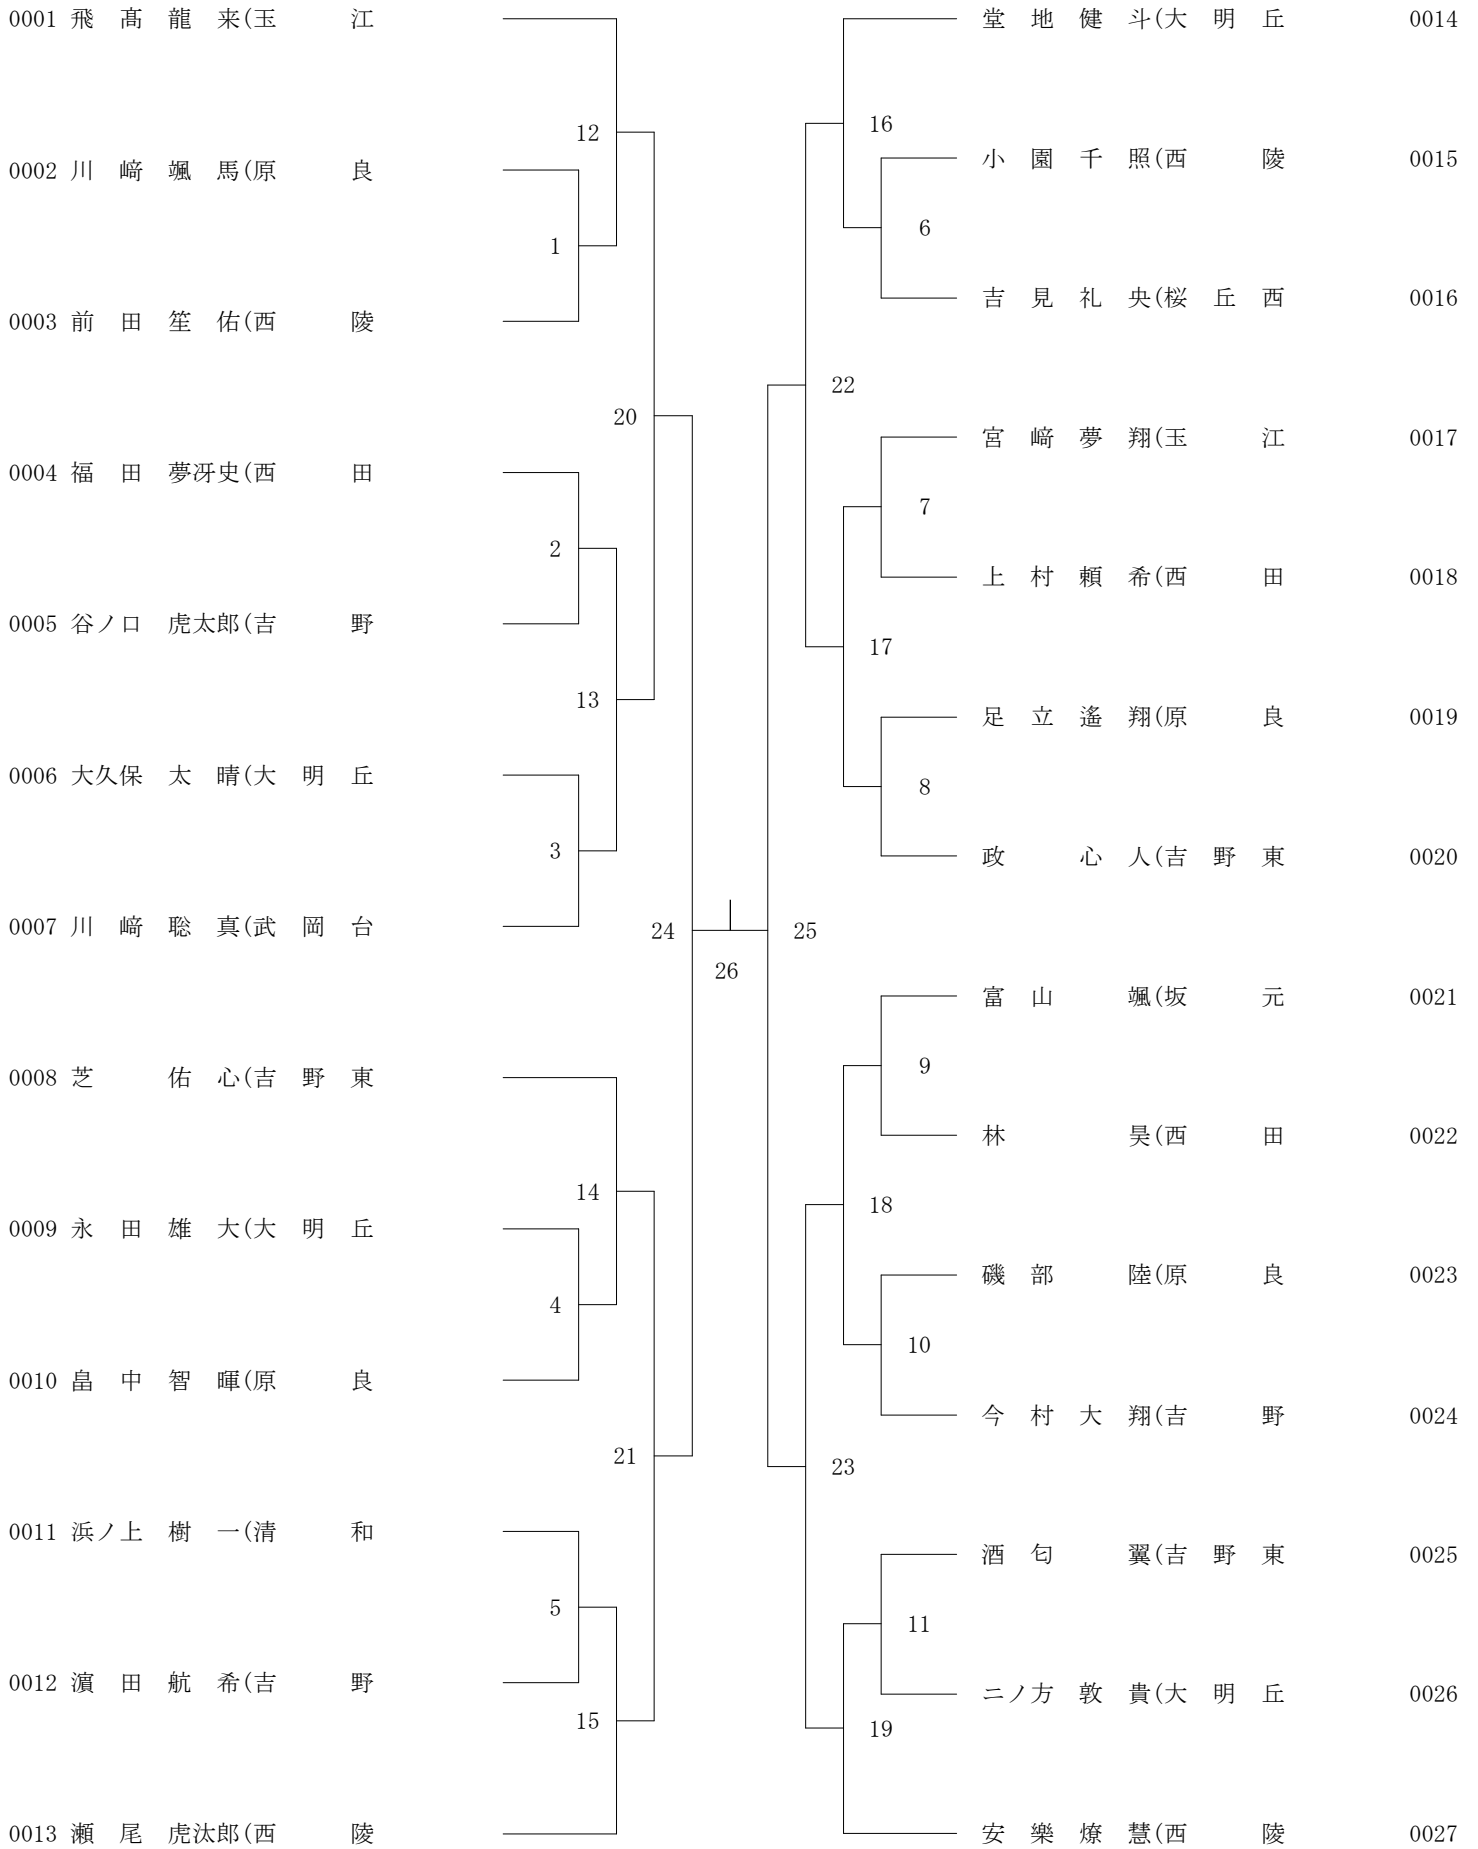 0001 飛 髙 龍 来(玉 江
12
0002 川 﨑 颯 馬(原 良
1
0003 前 田 笙 佑(西 陵
20
0004 福 田 夢冴史(西 田
2
0005 谷ノ口 虎太郎(吉 野
13
0006 大久保 太 晴(大 明 丘
3
0007 川 﨑 聡 真(武 岡 台
24
26
0008 芝 佑 心(吉 野 東
14
0009 永 田 雄 大(大 明 丘
4
0010 畠 中 智 暉(原 良
21
0011 浜ノ上 樹 一(清 和
5
0012 濵 田 航 希(吉 野
15
0013 瀬 尾 虎汰郎(西 陵
堂 地 健 斗(大 明 丘 0014
16
小 園 千 照(西 陵 0015
6
吉 見 礼 央(桜 丘 西 0016
22
宮 﨑 夢 翔(玉 江 0017
7
上 村 頼 希(西 田 0018
17
足 立 遙 翔(原 良 0019
8
政 心 人(吉 野 東 0020
25
富 山 颯(坂 元 0021
9
林 昊(西 田 0022
18
磯 部 陸(原 良 0023
10
今 村 大 翔(吉 野 0024
23
酒 匂 翼(吉 野 東 0025
11
二ノ方 敦 貴(大 明 丘 0026
19
安 樂 燎 慧(西 陵 0027